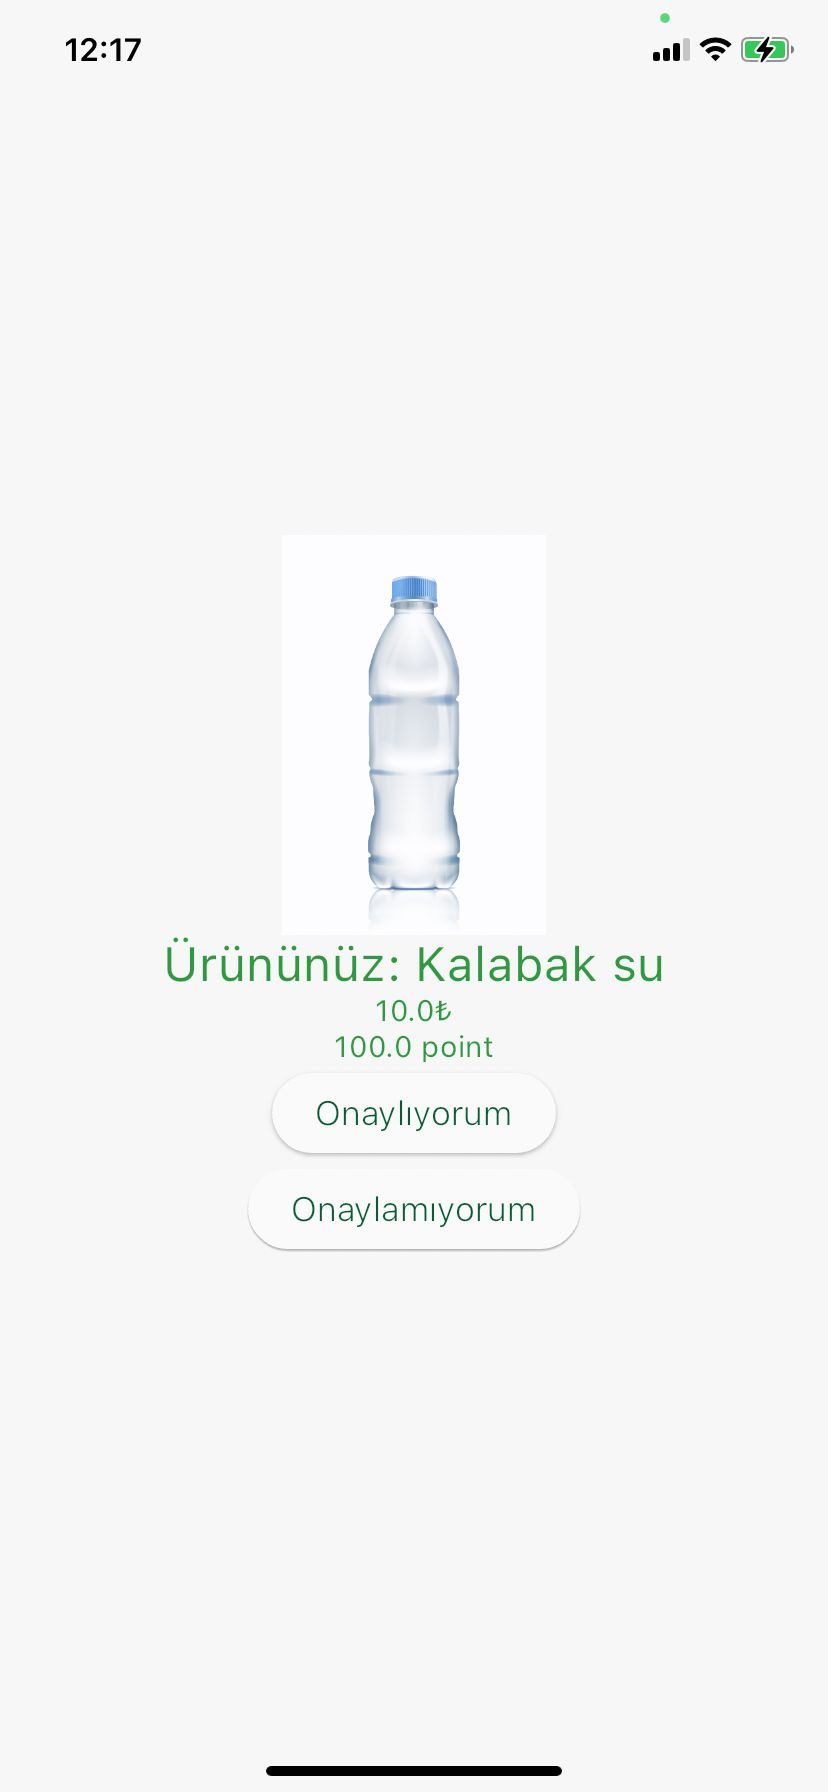 12:17
Ürününüz: Kalabak su
10.0₺
100.0 point
Onaylıyorum
Onaylamıyorum